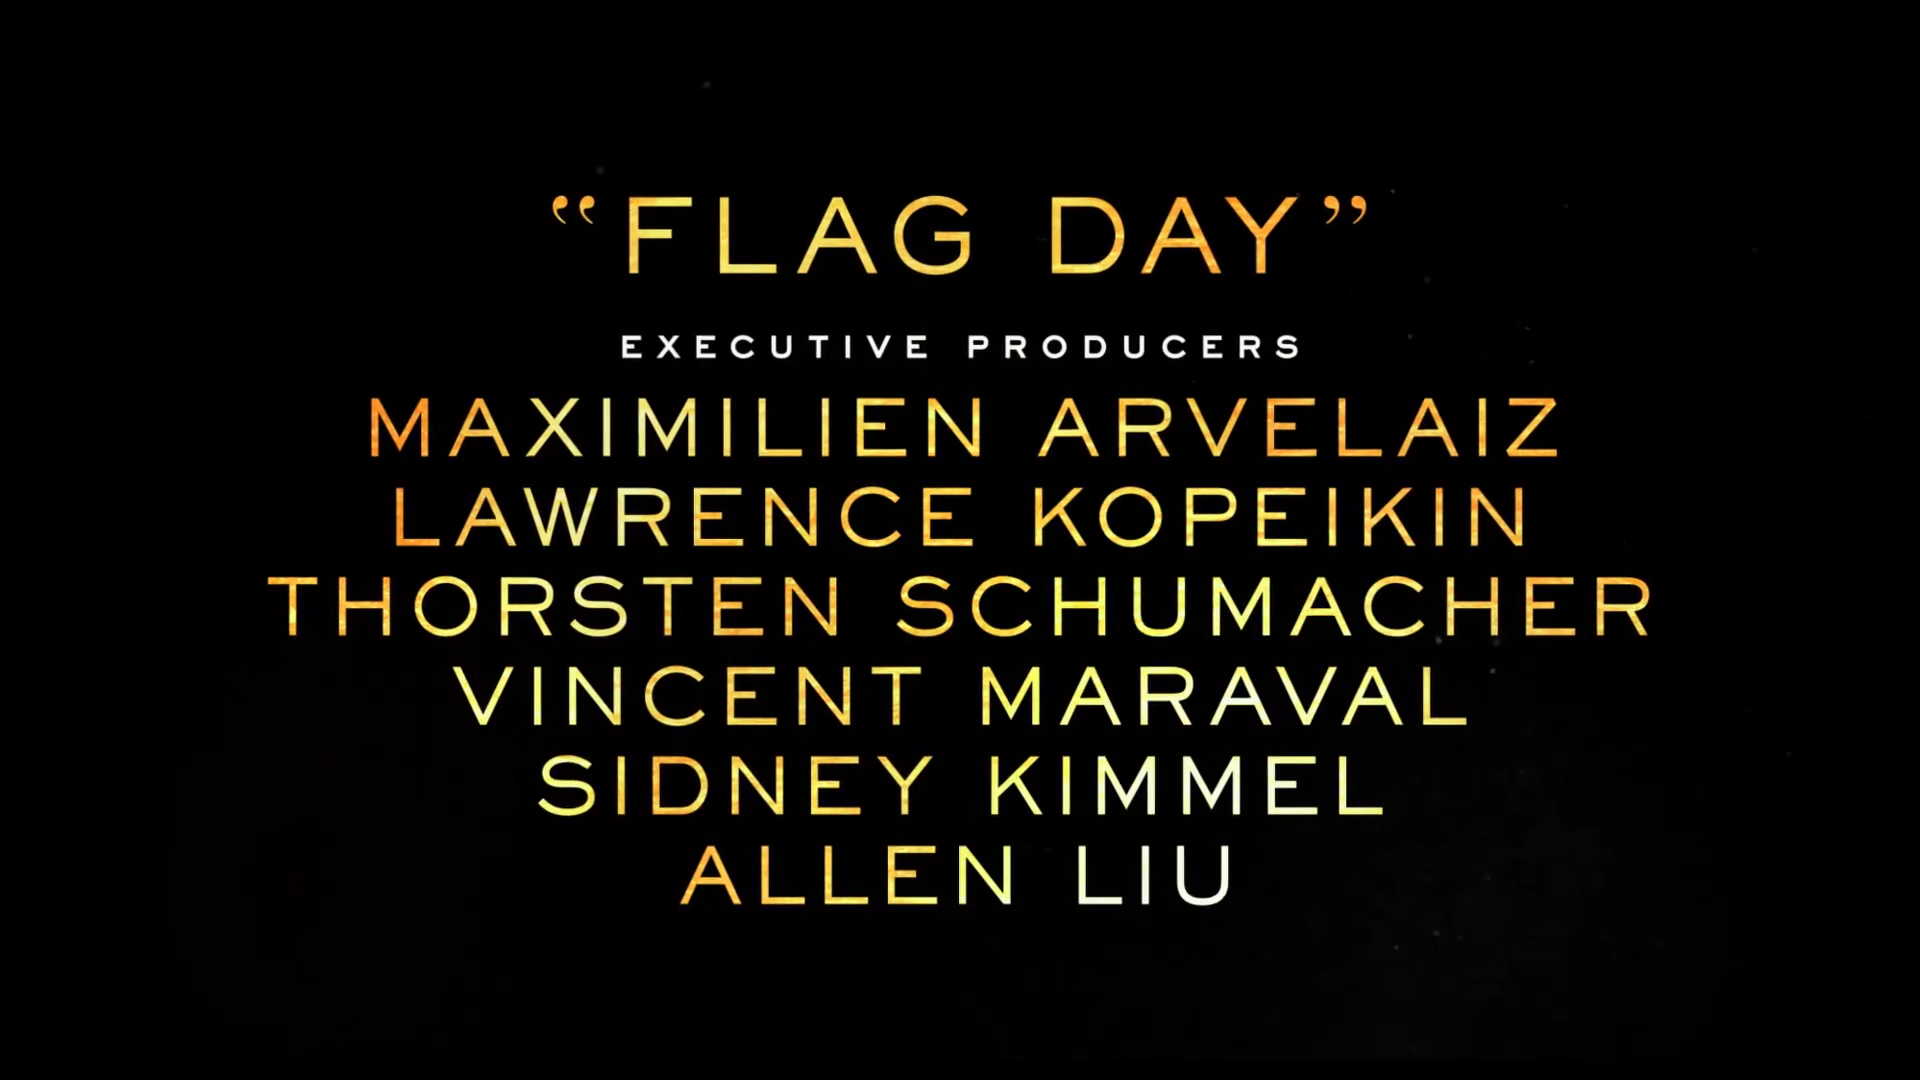 “FLAG DAY”
EXECUTIVE PRODUCERS
MAXIMILIEN ARVELAIZ
LAWRENCE KOPEIKIN
THORSTEN SCHUMACHER
VINCENT MARAVAL
SIDNEY KIMMEL
ALLEN LIU